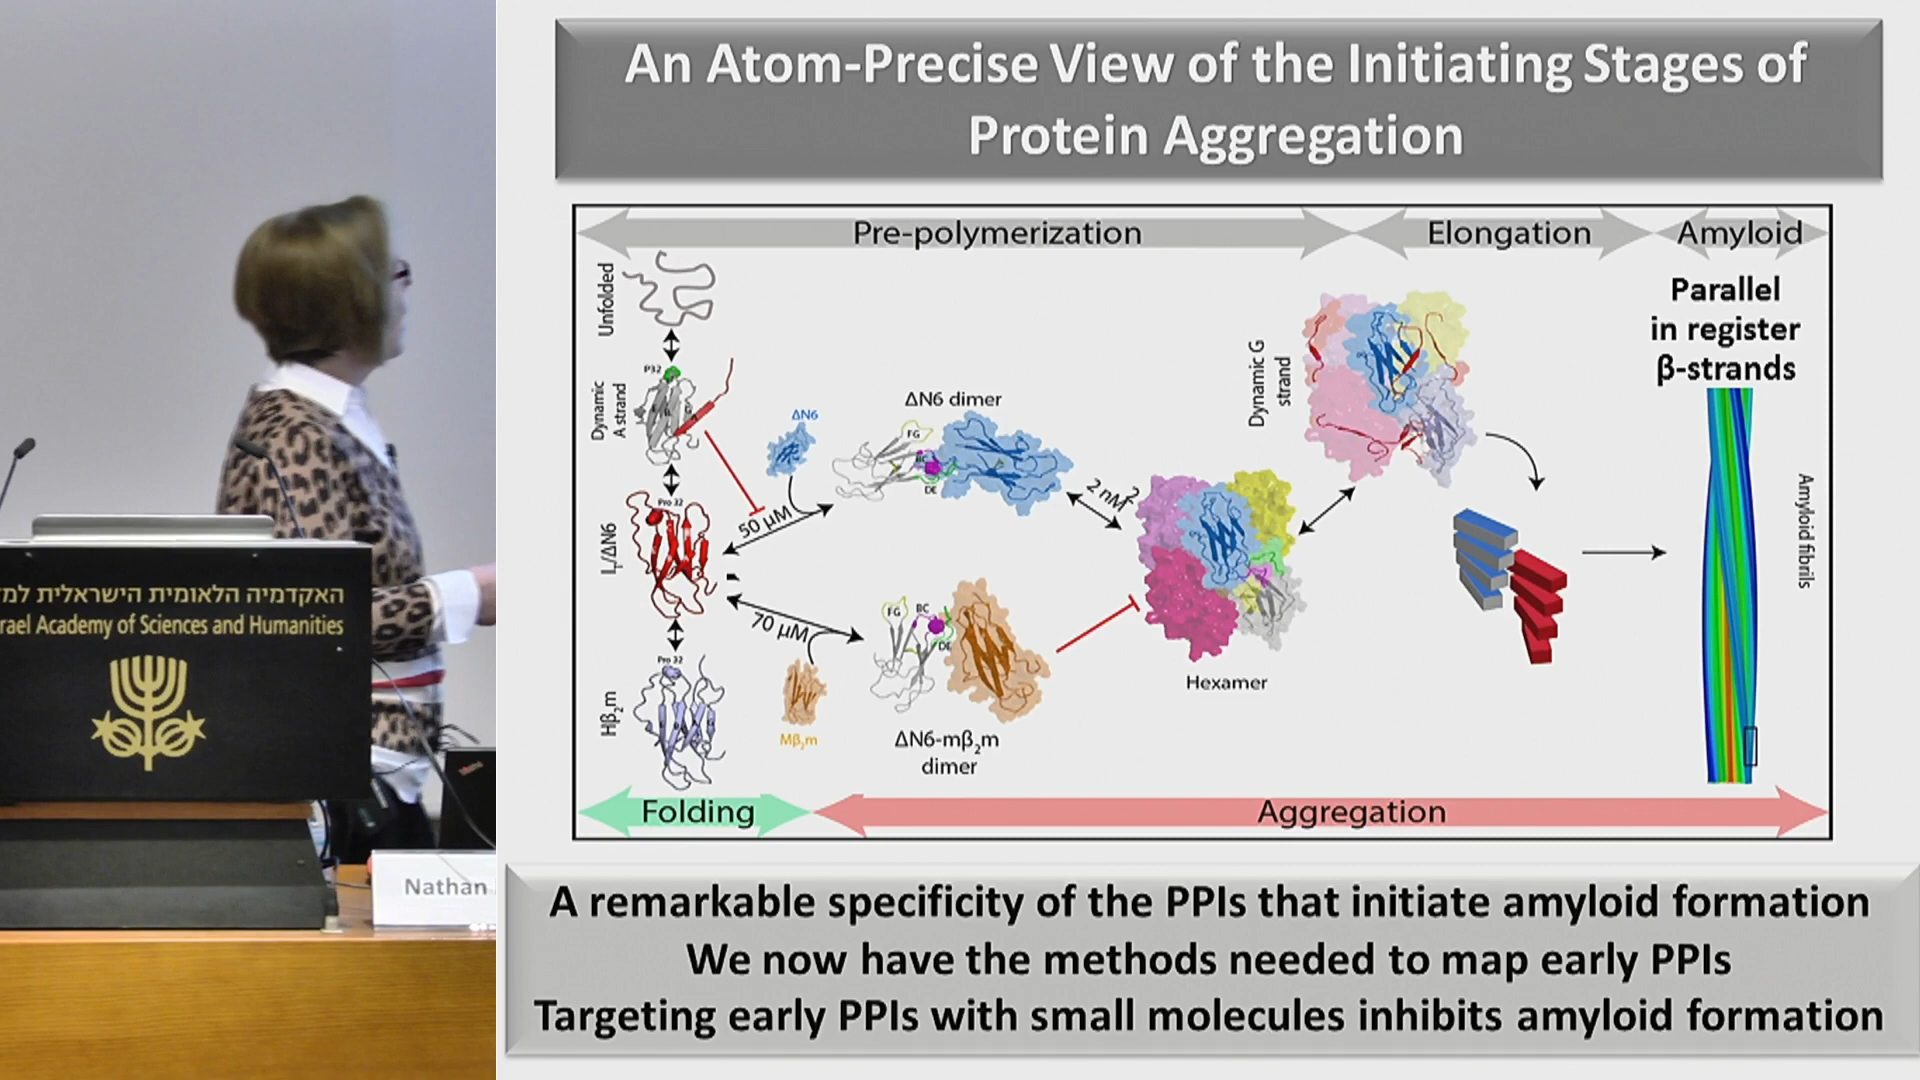 An Atom-Precise View of the Initiating Stages of
Protein Aggregation
Pre-polymerization
Elongation
Amyloid
Unfolded
Parallel
in register
β-strands
P32
Dynamic
A strand
Dynamic G
strand
ΔN6
ΔN6 dimer
FG
BC
DE
Pro 32
50 µM
2 nM²
Amyloid fibrils
70 µM
FG
BC
DE
Hexamer
Pro 32
Hβ₂m
Mβ₂m
ΔN6-mβ₂m
dimer
Folding
Aggregation
A remarkable specificity of the PPIs that initiate amyloid formation
We now have the methods needed to map early PPIs
Targeting early PPIs with small molecules inhibits amyloid formation
האקדמיה הלאומית הישראלית למ
rael Academy of Sciences and Humanities
Nathan